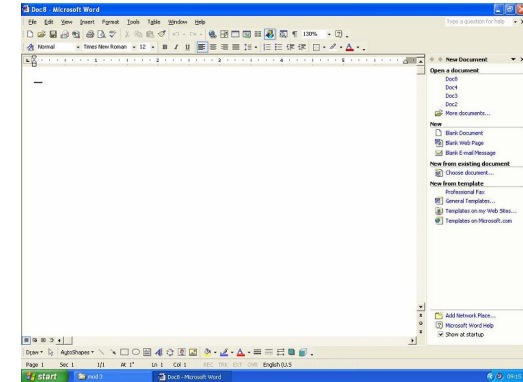 Doc8 - Microsoft Word
File Edit View Insert Format Tools Table Window Help
Type a question for help
130%
Normal Times New Roman 12 B I U
New Document
Open a document
Doc8
Doc4
Doc3
Doc2
More documents...
New
Blank Document
Blank Web Page
Blank E-mail Message
New from existing document
Choose document...
New from template
Professional Fax
General Templates...
Templates on my Web Sites...
Templates on Microsoft.com
Add Network Place...
Microsoft Word Help
Show at startup
Draw AutoShapes
Page 1 Sec 1 1/1 At 1" Ln 1 Col 1 REC TRK EXT OVR English (U.S
start mod 3 Doc8 - Microsoft Word